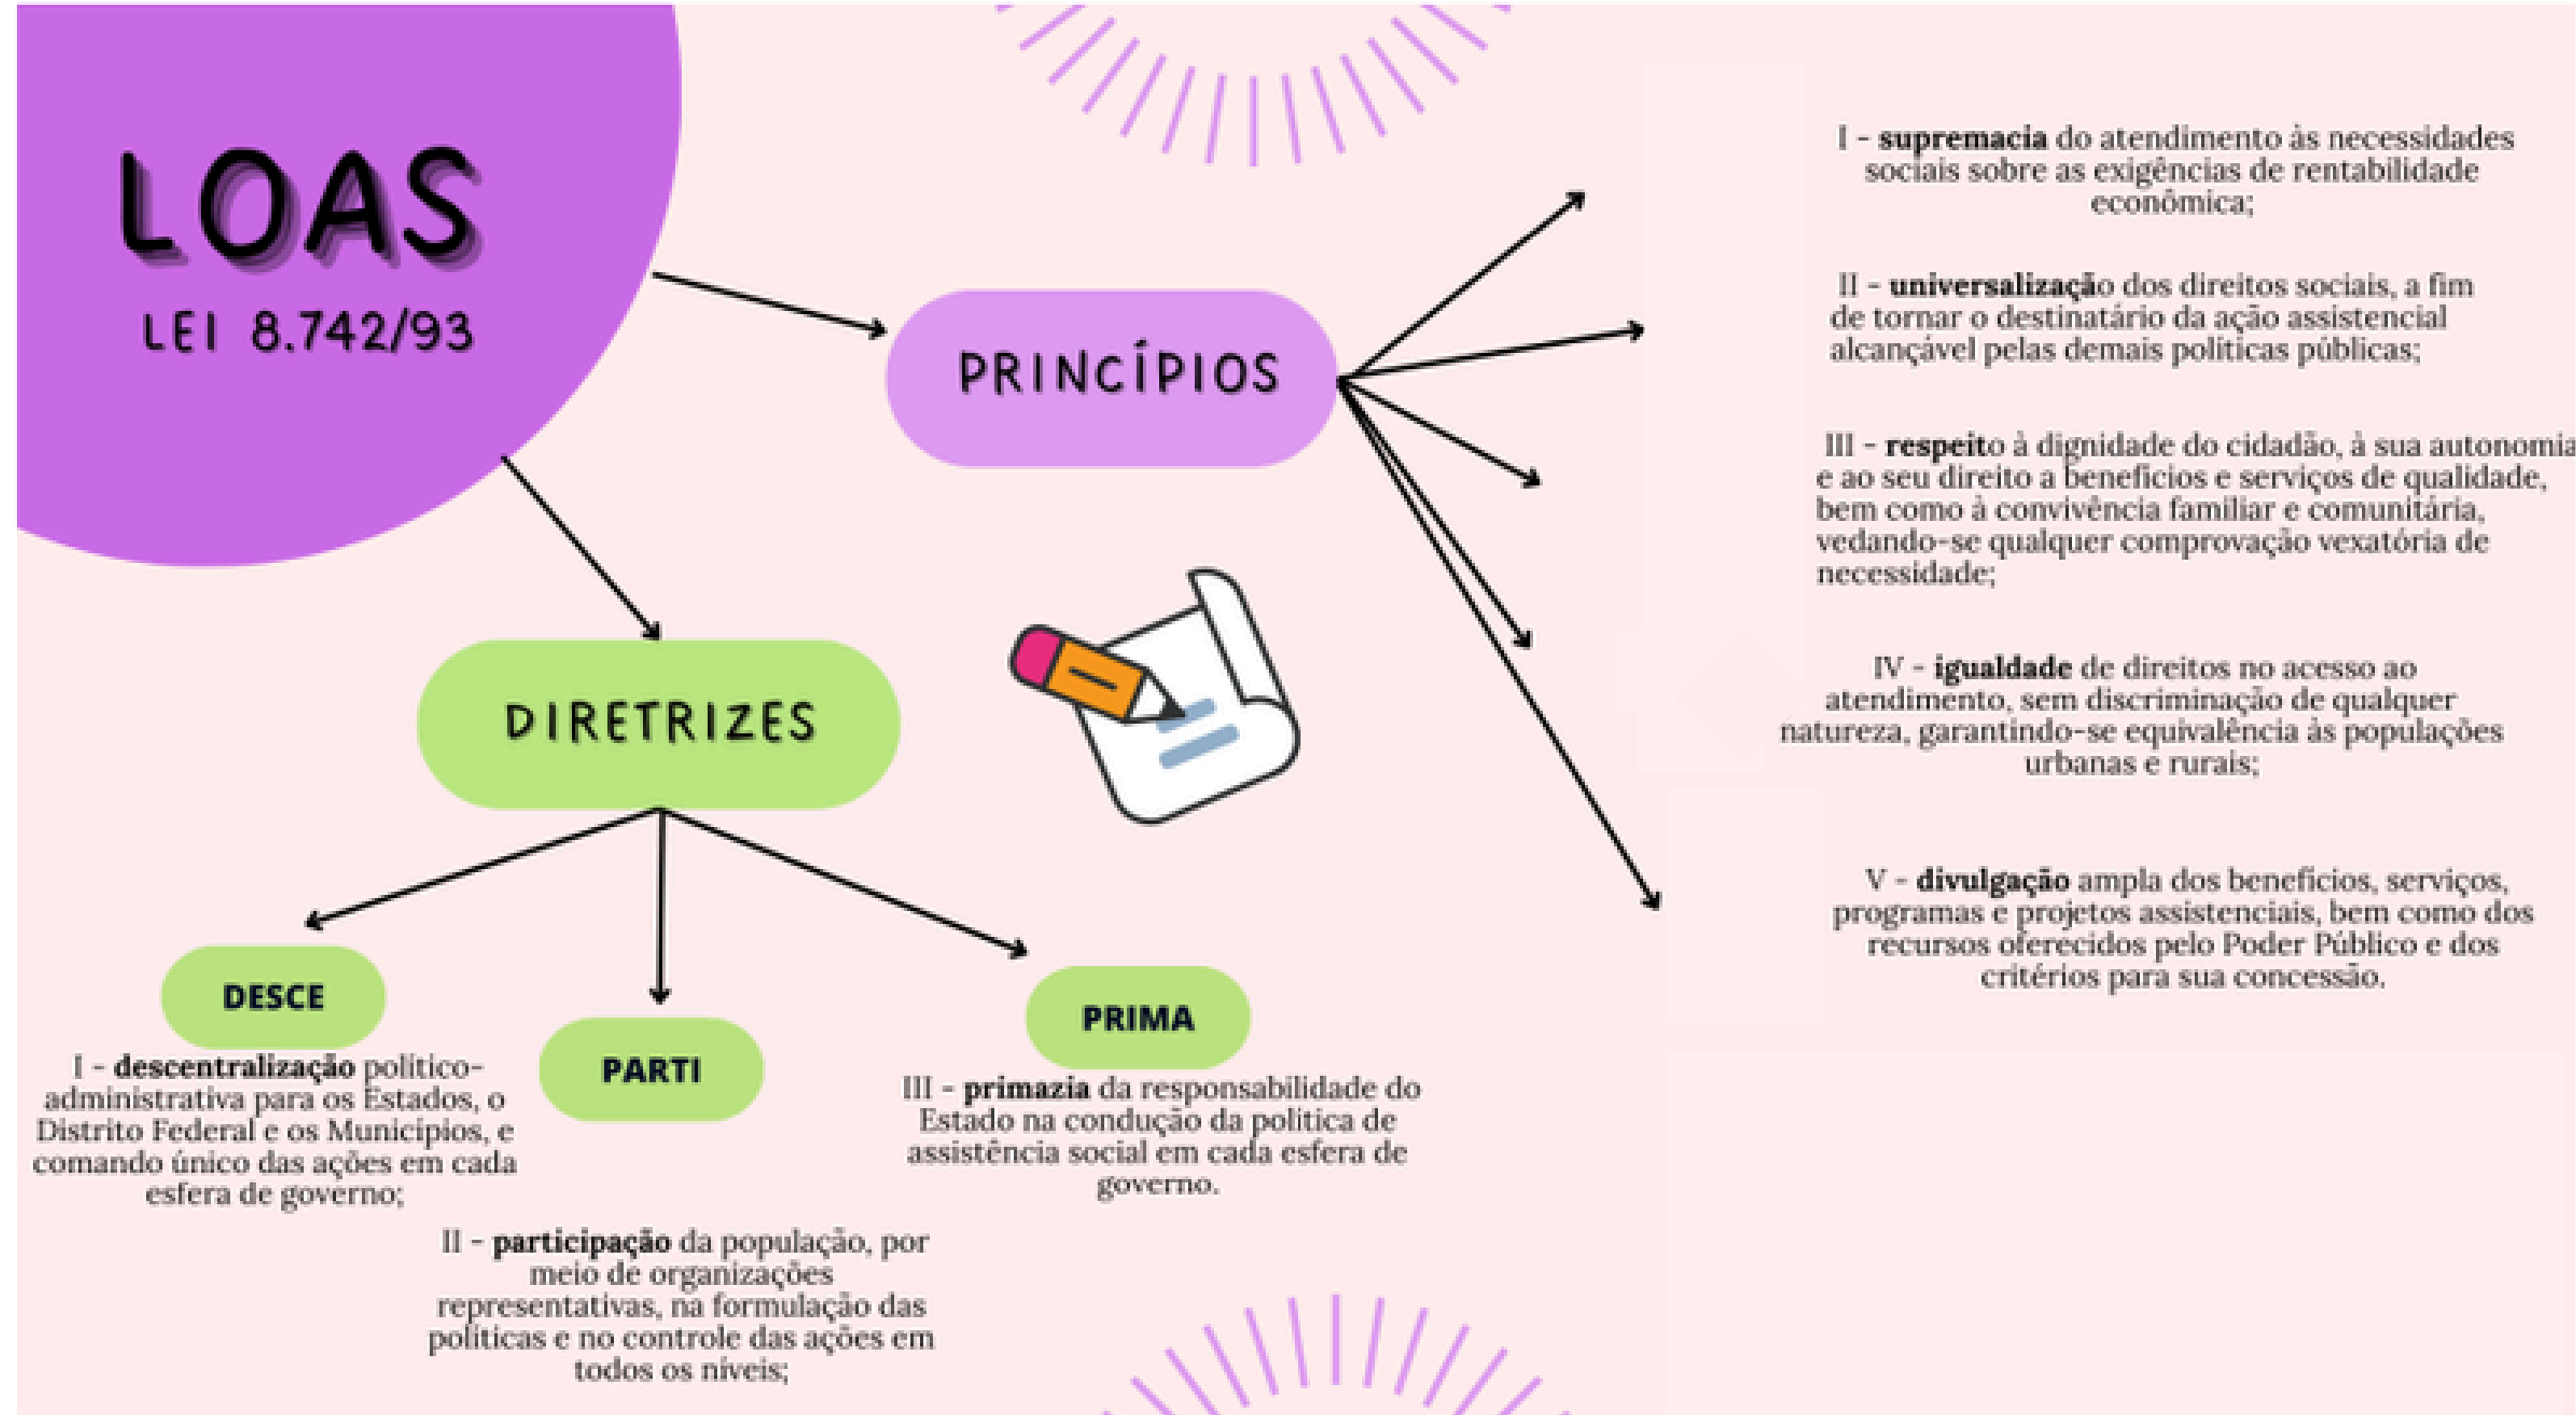 LOAS
LEI 8.742/93
PRINCÍPIOS
I - supremacia do atendimento às necessidades
sociais sobre as exigências de rentabilidade
econômica;
II - universalização dos direitos sociais, a fim
de tornar o destinatário da ação assistencial
alcançável pelas demais políticas públicas;
III - respeito à dignidade do cidadão, à sua autonomia
e ao seu direito a benefícios e serviços de qualidade,
bem como à convivência familiar e comunitária,
vedando-se qualquer comprovação vexatória de
necessidade;
IV - igualdade de direitos no acesso ao
atendimento, sem discriminação de qualquer
natureza, garantindo-se equivalência às populações
urbanas e rurais;
V - divulgação ampla dos benefícios, serviços,
programas e projetos assistenciais, bem como dos
recursos oferecidos pelo Poder Público e dos
critérios para sua concessão.
DIRETRIZES
DESCE
I - descentralização político-
administrativa para os Estados, o
Distrito Federal e os Municípios, e
comando único das ações em cada
esfera de governo;
PARTI
II - participação da população, por
meio de organizações
representativas, na formulação das
políticas e no controle das ações em
todos os níveis;
PRIMA
III - primazia da responsabilidade do
Estado na condução da política de
assistência social em cada esfera de
governo.